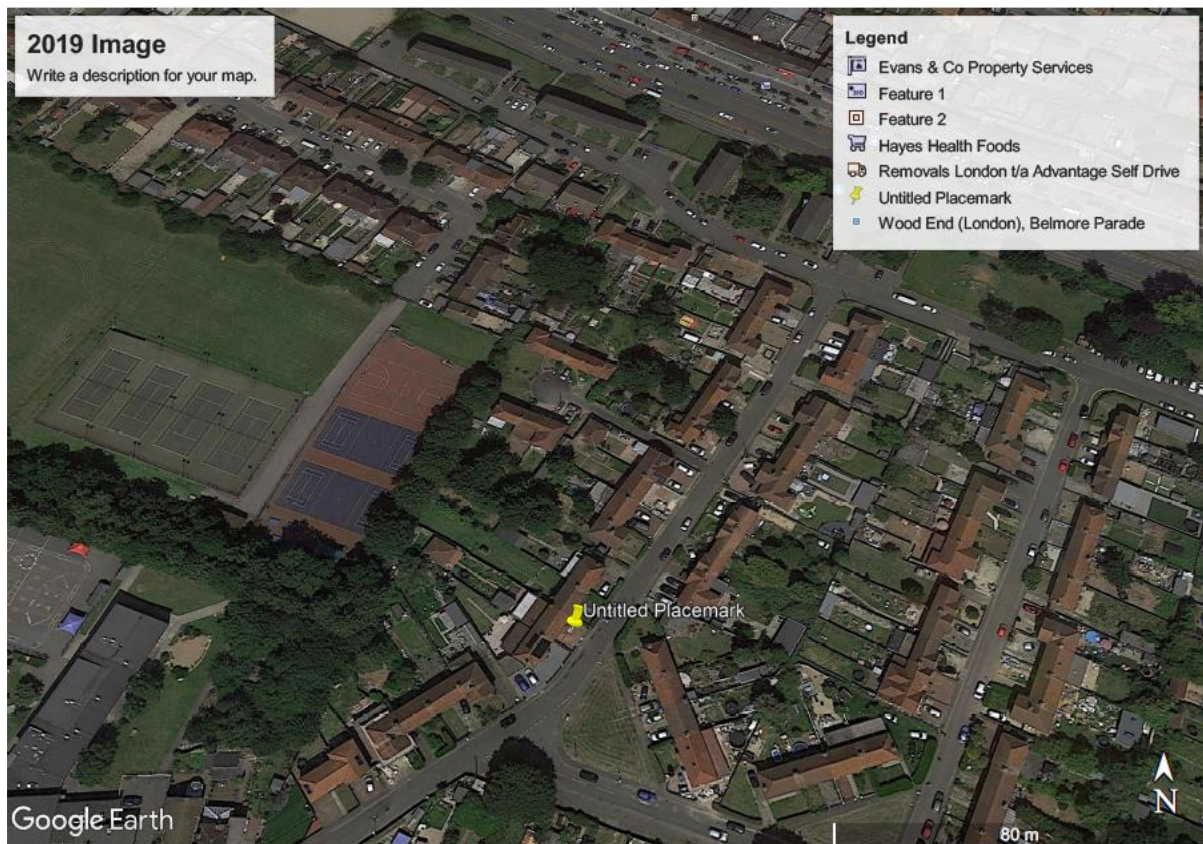 2019 Image
Write a description for your map.
Legend
Evans & Co Property Services
Feature 1
Feature 2
Hayes Health Foods
Removals London t/a Advantage Self Drive
Untitled Placemark
Wood End (London), Belmore Parade
Untitled Placemark
Google Earth
N
80 m